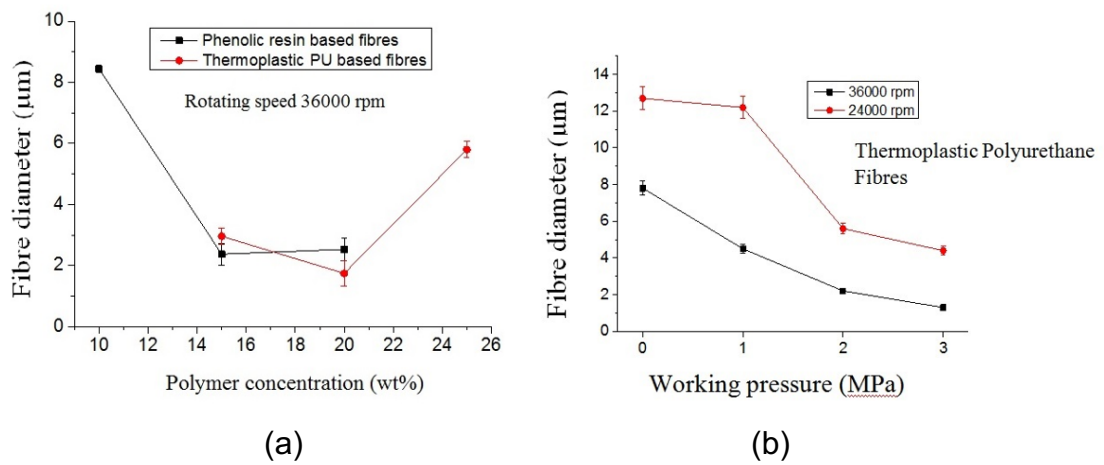 10
8
6
4
2
0
Fibre diameter (µm)
Phenolic resin based fibres
Thermoplastic PU based fibres
Rotating speed 36000 rpm
10 12 14 16 18 20 22 24 26
Polymer concentration (wt%)
(a)
14
12
10
8
6
4
2
0
Fibre diameter (µm)
36000 rpm
24000 rpm
Thermoplastic Polyurethane
Fibres
0 1 2 3
Working pressure (MPa)
(b)